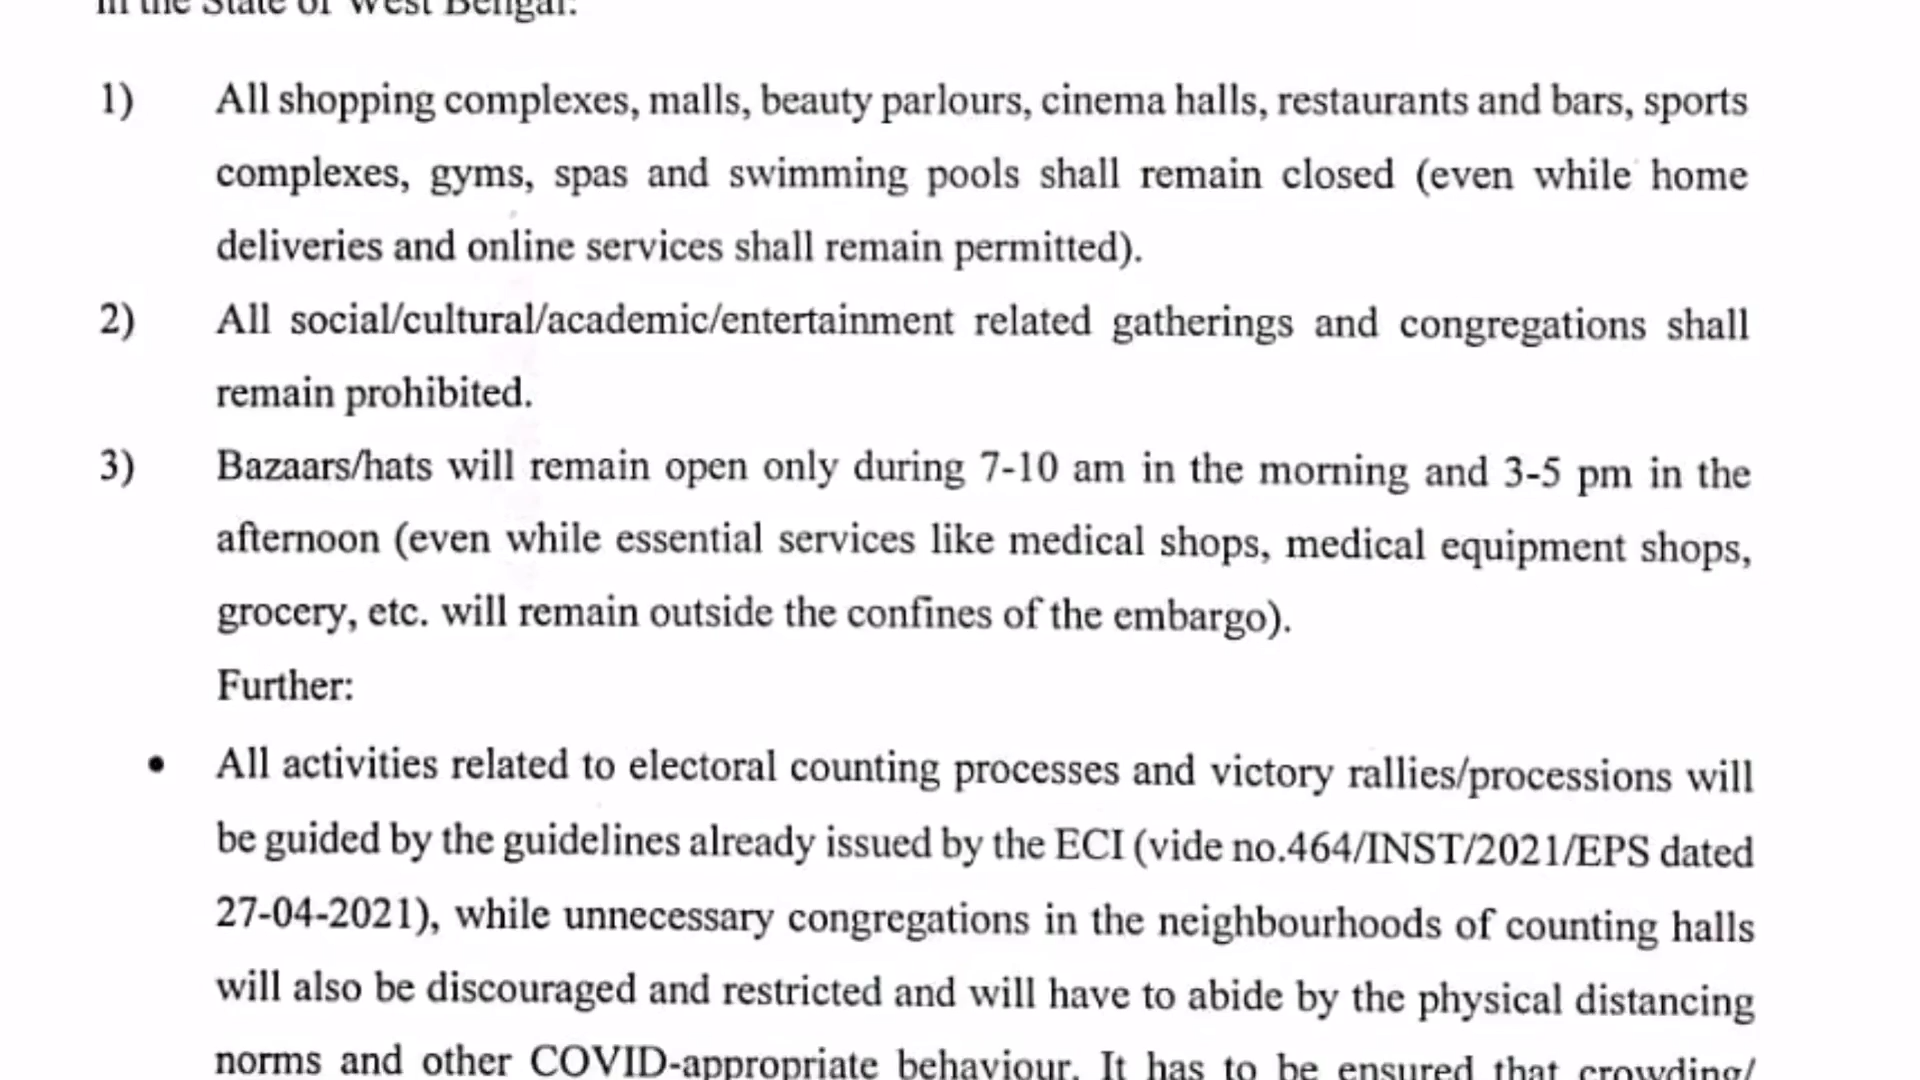 in the State of West Bengal:
1) All shopping complexes, malls, beauty parlours, cinema halls, restaurants and bars, sports
complexes, gyms, spas and swimming pools shall remain closed (even while home
deliveries and online services shall remain permitted).
2) All social/cultural/academic/entertainment related gatherings and congregations shall
remain prohibited.
3) Bazaars/hats will remain open only during 7-10 am in the morning and 3-5 pm in the
afternoon (even while essential services like medical shops, medical equipment shops,
grocery, etc. will remain outside the confines of the embargo).
Further:
• All activities related to electoral counting processes and victory rallies/processions will
be guided by the guidelines already issued by the ECI (vide no.464/INST/2021/EPS dated
27-04-2021), while unnecessary congregations in the neighbourhoods of counting halls
will also be discouraged and restricted and will have to abide by the physical distancing
norms and other COVID-appropriate behaviour. It has to be ensured that crowding/